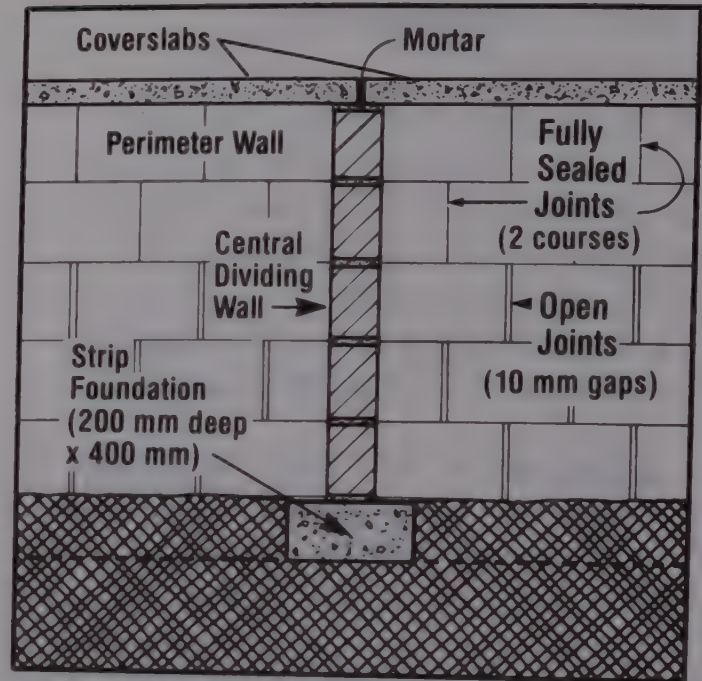 Coverslabs
Mortar
Perimeter Wall
Fully
Sealed
Joints
(2 courses)
Central
Dividing
Wall
Open
Joints
(10 mm gaps)
Strip
Foundation
(200 mm deep
x 400 mm)